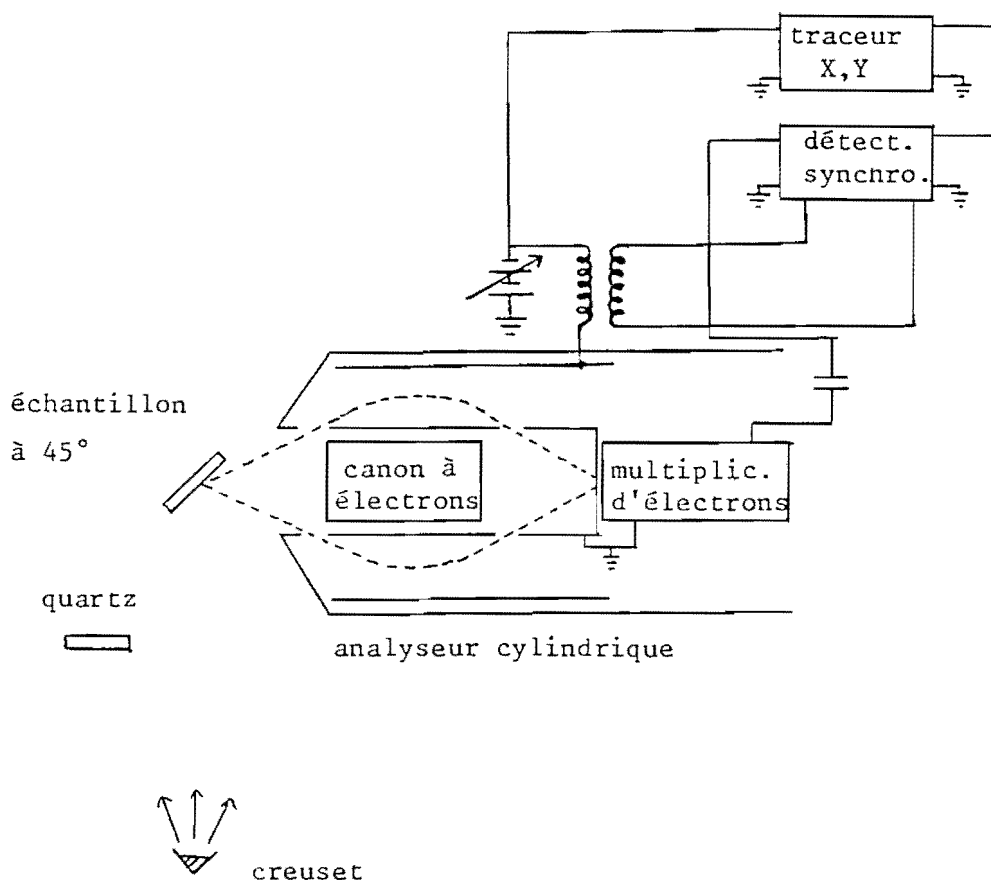 traceur
X,Y
détect.
synchro.
échantillon
à 45°
canon à
électrons
multiplic.
d'électrons
quartz
analyseur cylindrique
creuset